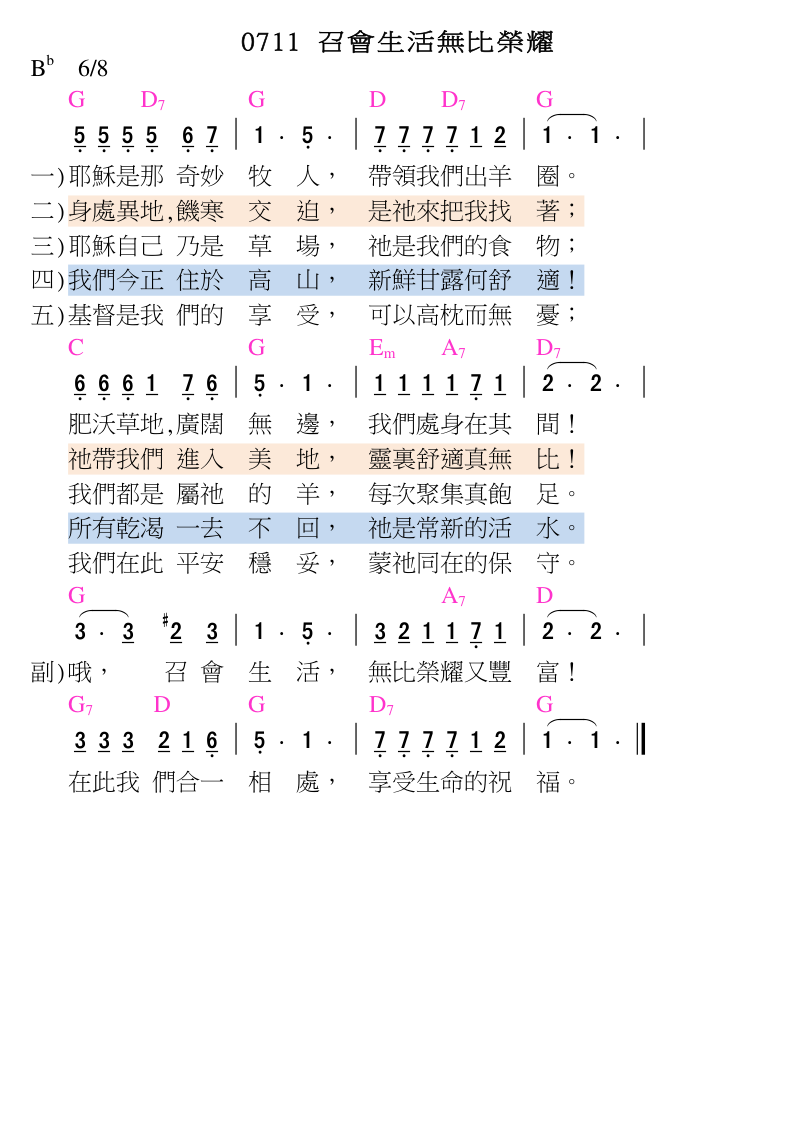 0711 召會生活無比榮耀
Bb 6/8
G D7 G D D7 G
5 5 5 5 6 7 | 1 · 5 · | 7 7 7 7 1 2 | 1 · 1 · |
一)耶穌是那 奇妙 牧 人， 帶領我們出羊 圈。
二)身處異地,饑寒 交 迫， 是祂來把我找 著；
三)耶穌自己 乃是 草 場， 祂是我們的食 物；
四)我們今正 住於 高 山， 新鮮甘露何舒 適！
五)基督是我 們的 享 受， 可以高枕而無 憂；
C G Em A7 D7
6 6 6 1 7 6 | 5 · 1 · | 1 1 1 1 7 1 | 2 · 2 · |
肥沃草地,廣闊 無 邊， 我們處身在其 間！
祂帶我們 進入 美 地， 靈裏舒適真無 比！
我們都是 屬祂 的 羊， 每次聚集真飽 足。
所有乾渴 一去 不 回， 祂是常新的活 水。
我們在此 平安 穩 妥， 蒙祂同在的保 守。
G A7 D
3 · 3 #2 3 | 1 · 5 · | 3 2 1 1 7 1 | 2 · 2 · |
副)哦， 召 會 生 活， 無比榮耀又豐 富！
G7 D G D7 G
3 3 3 2 1 6 | 5 · 1 · | 7 7 7 7 1 2 | 1 · 1 · ‖
在此我 們合一 相 處， 享受生命的祝 福。